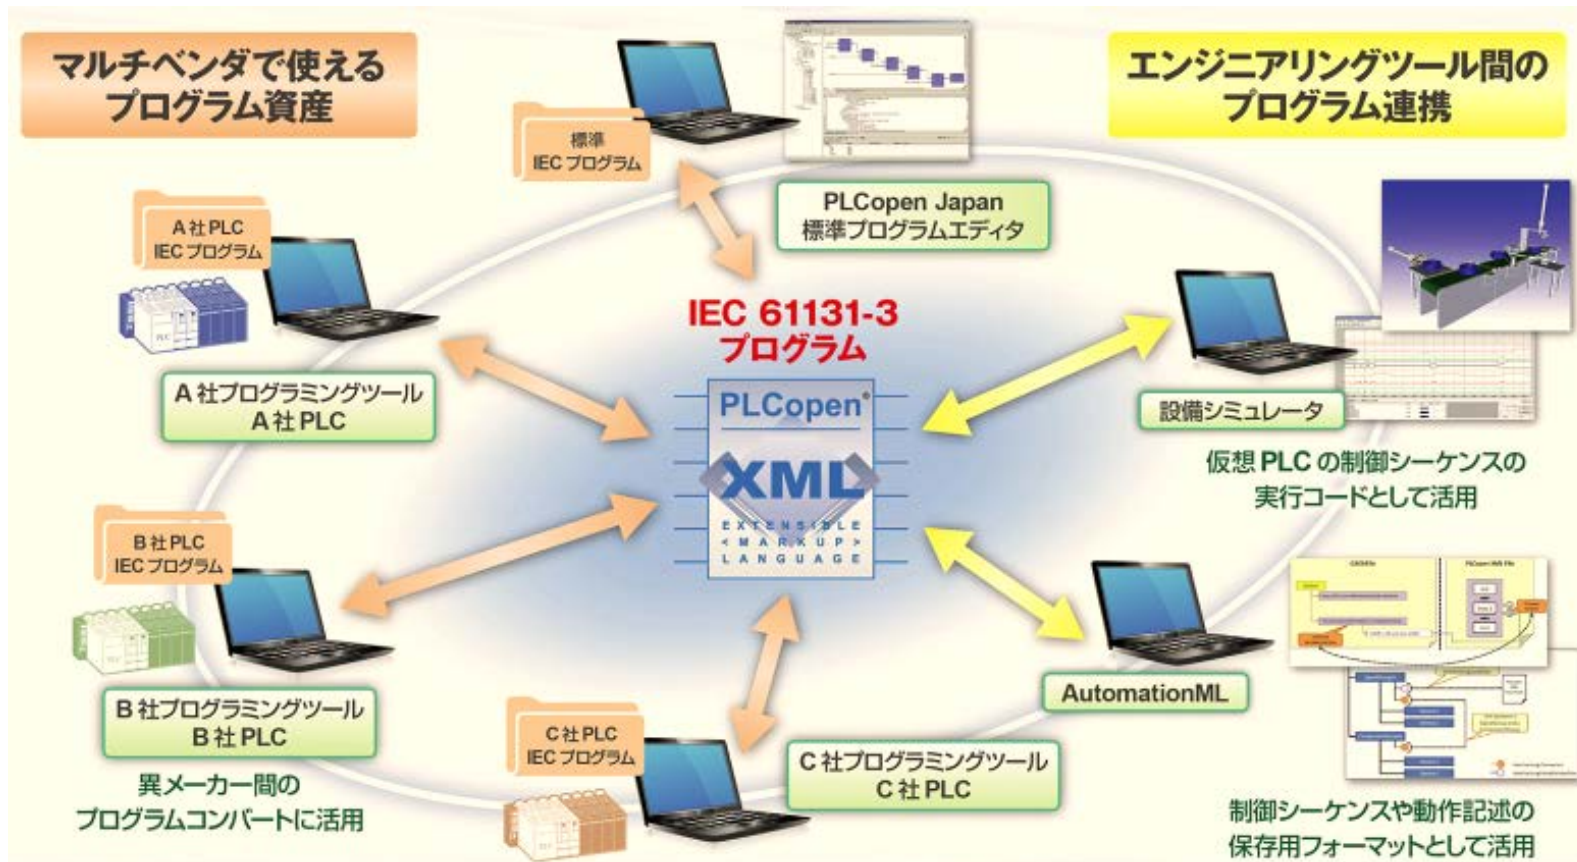 マルチベンダで使える
プログラム資産
エンジニアリングツール間の
プログラム連携
標準
IEC プログラム
PLCopen Japan
標準プログラムエディタ
A 社 PLC
IEC プログラム
PLC
A 社プログラミングツール
A 社 PLC
IEC 61131-3
プログラム
PLCopen®
XML
EXTENSIBLE
<MARKUP>
LANGUAGE
設備シミュレータ
仮想 PLC の制御シーケンスの
実行コードとして活用
B 社 PLC
IEC プログラム
B 社プログラミングツール
B 社 PLC
異メーカー間の
プログラムコンバートに活用
C 社 PLC
IEC プログラム
C 社プログラミングツール
C 社 PLC
AutomationML
制御シーケンスや動作記述の
保存用フォーマットとして活用